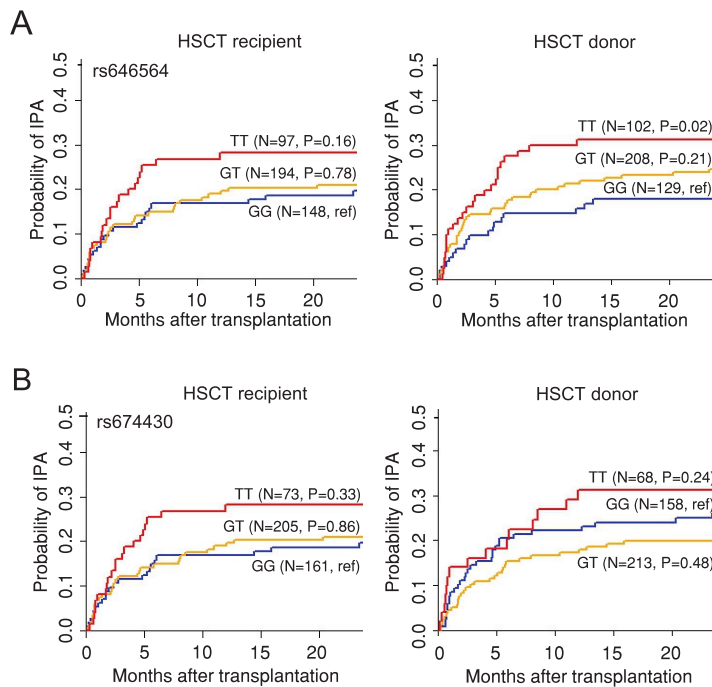 A
HSCT recipient
HSCT donor
rs646564
Probability of IPA
0.0 0.1 0.2 0.3 0.4 0.5
TT (N=97, P=0.16)
GT (N=194, P=0.78)
GG (N=148, ref)
0 5 10 15 20
Months after transplantation
Probability of IPA
0.0 0.1 0.2 0.3 0.4 0.5
TT (N=102, P=0.02)
GT (N=208, P=0.21)
GG (N=129, ref)
0 5 10 15 20
Months after transplantation
B
HSCT recipient
HSCT donor
rs674430
Probability of IPA
0.0 0.1 0.2 0.3 0.4 0.5
TT (N=73, P=0.33)
GT (N=205, P=0.86)
GG (N=161, ref)
0 5 10 15 20
Months after transplantation
Probability of IPA
0.0 0.1 0.2 0.3 0.4 0.5
TT (N=68, P=0.24)
GG (N=158, ref)
GT (N=213, P=0.48)
0 5 10 15 20
Months after transplantation